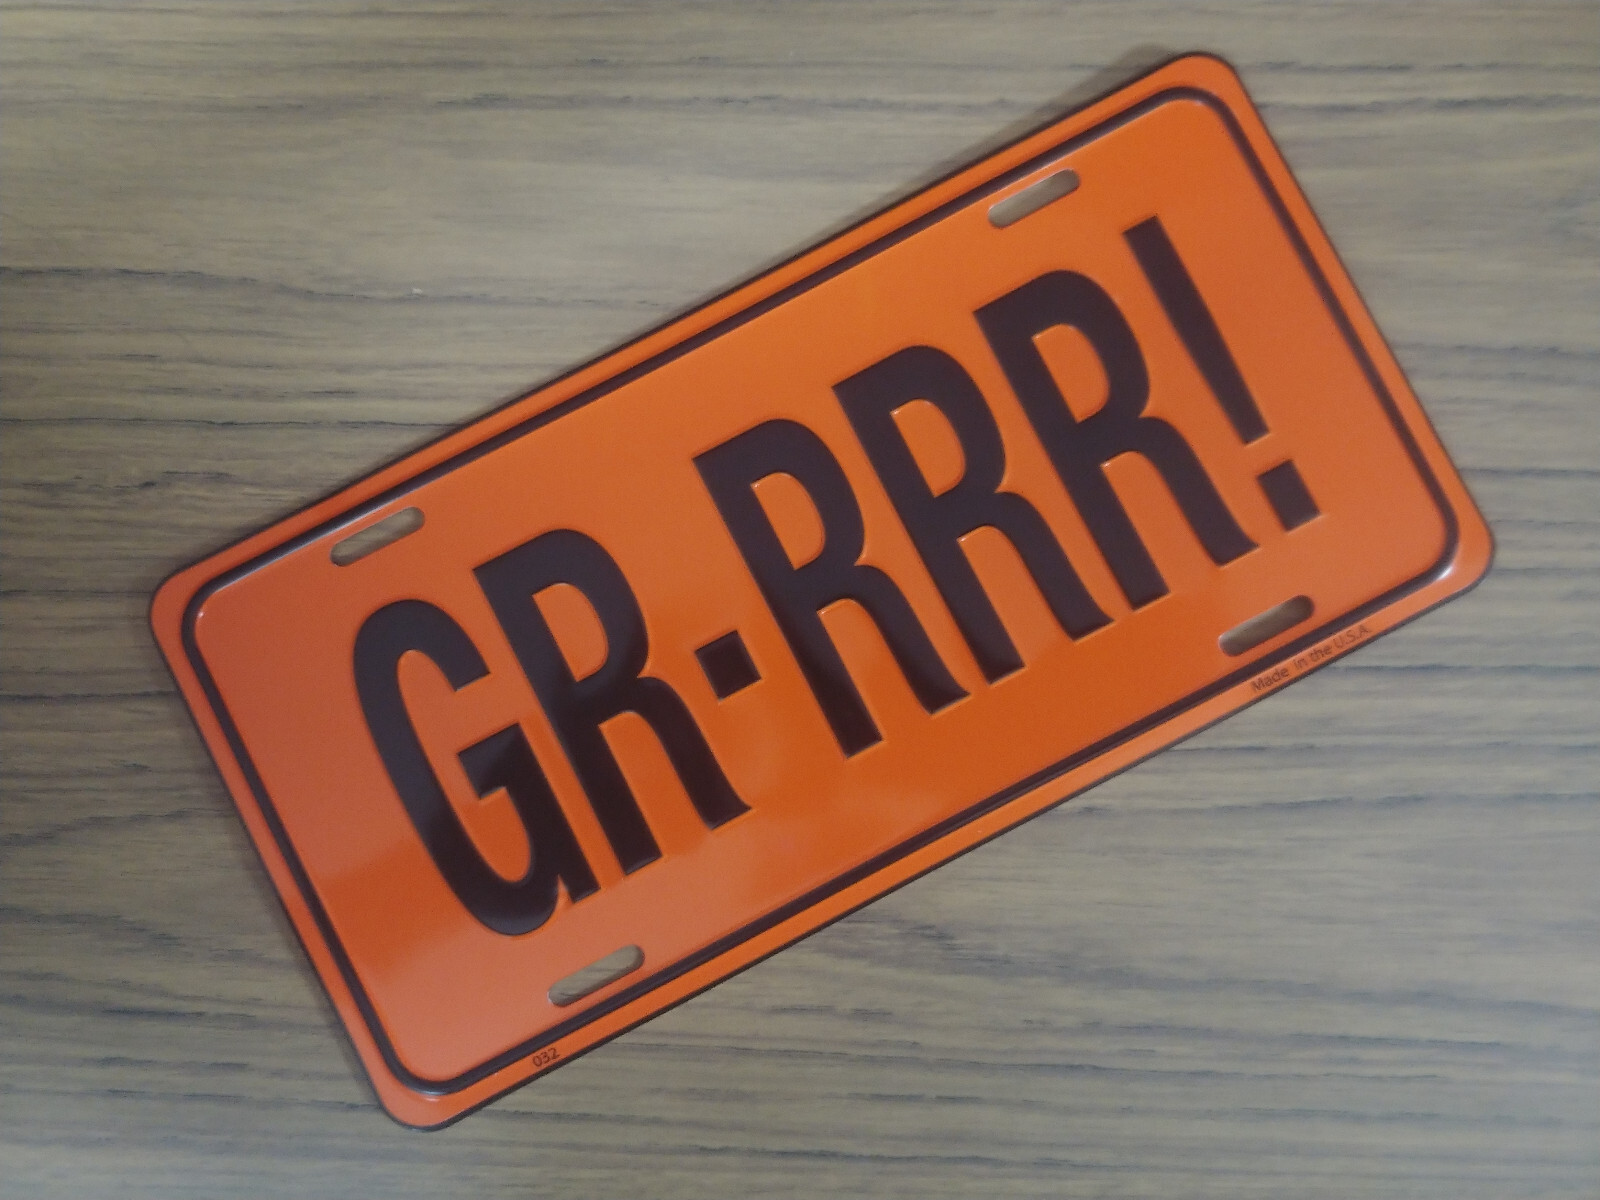 GR-RRR!
032
Made in the U.S.A.